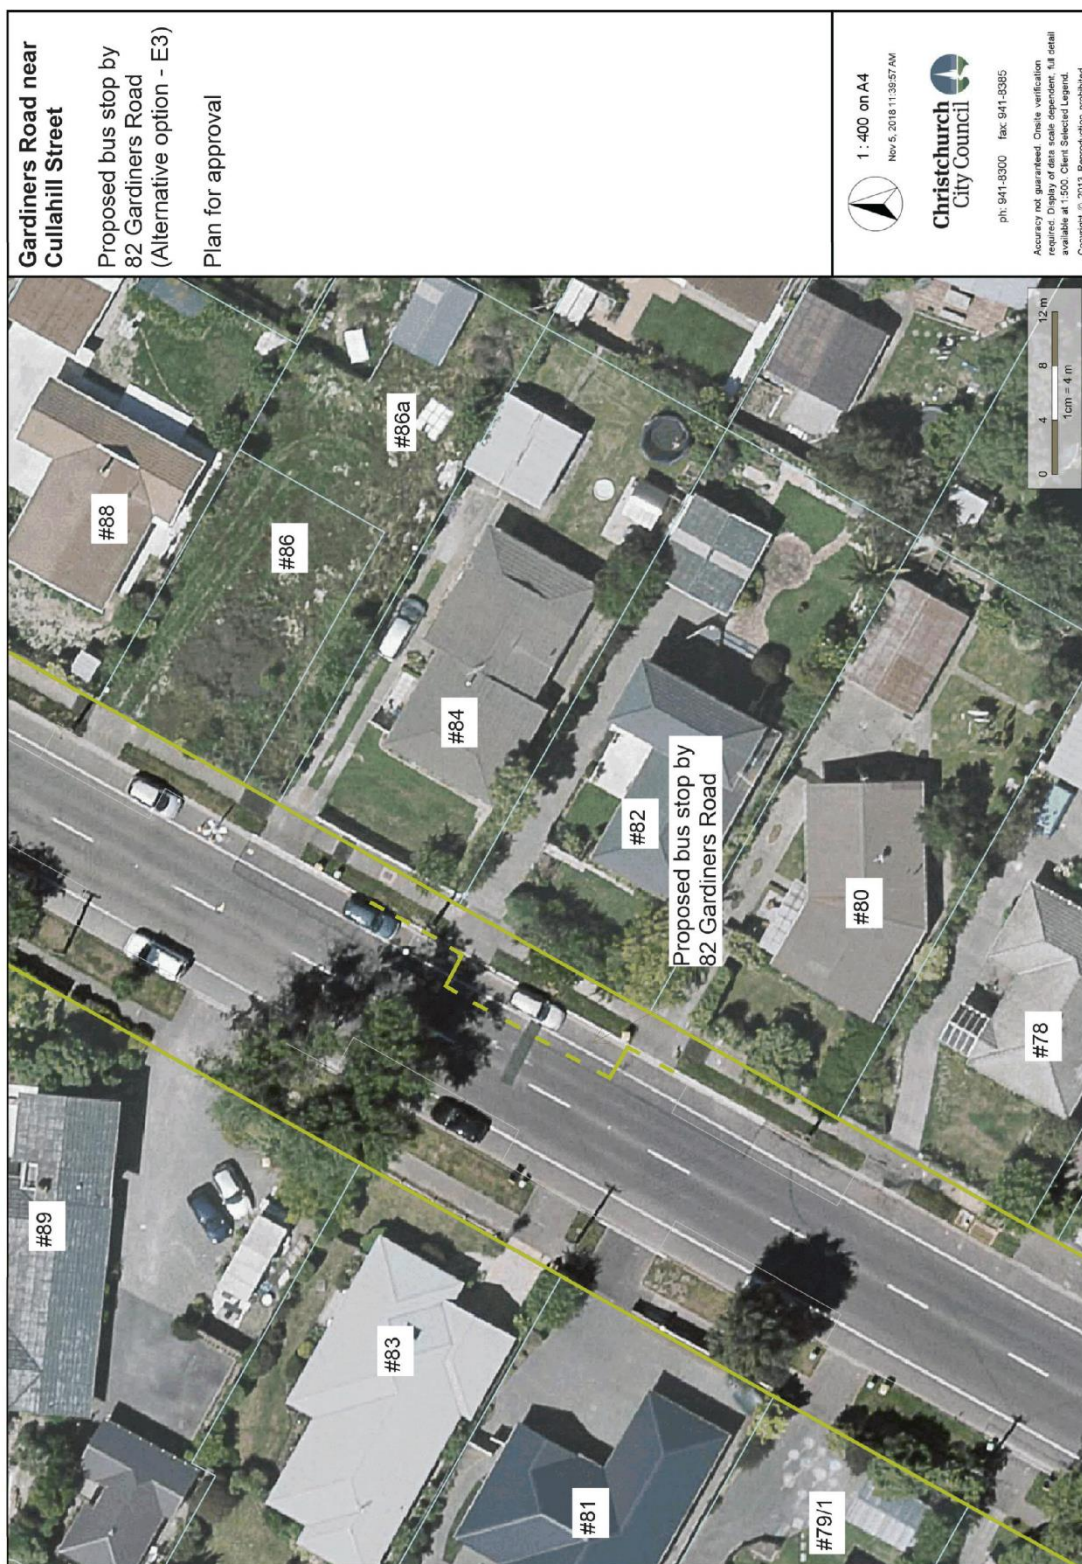 Gardiners Road near
Cullahill Street
Proposed bus stop by
82 Gardiners Road
(Alternative option - E3)
Plan for approval
1 : 400 on A4
Nov 5, 2018 11:39:57 AM
Christchurch
City Council
ph: 941-8300 fax: 941-8385
Accuracy not guaranteed. Onsite verification
required. Display of data scale dependent, full detail
available at 1:500. Client Selected Legend.
Copyright © 2013. Reproduction prohibited
#88
#86
#86a
#84
#82
Proposed bus stop by
82 Gardiners Road
#80
#78
#89
#83
#81
#79/1
0 4 8 12 m
1cm = 4 m